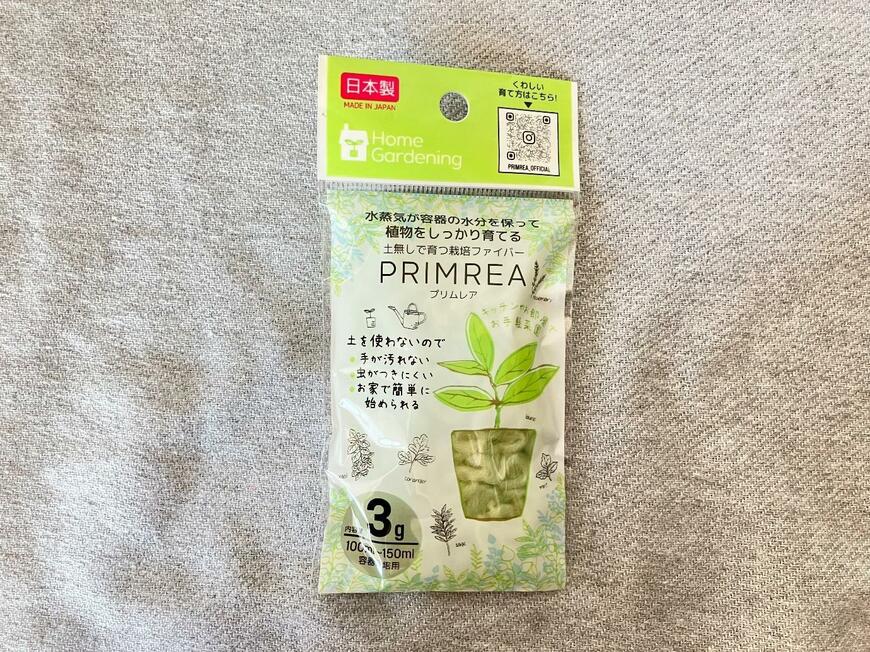 日本製
MADE IN JAPAN
Home
Gardening
くわしい
育て方はこちら!
PRIMREA_OFFICIAL
水蒸気が容器の水分を保って
植物をしっかり育てる
土無しで育つ栽培ファイバー
PRIMREA
プリムレア
土を使わないので
手が汚れない
虫がつきにくい
お家で簡単に
始められる
coriander
sage
3g
100ml~150ml